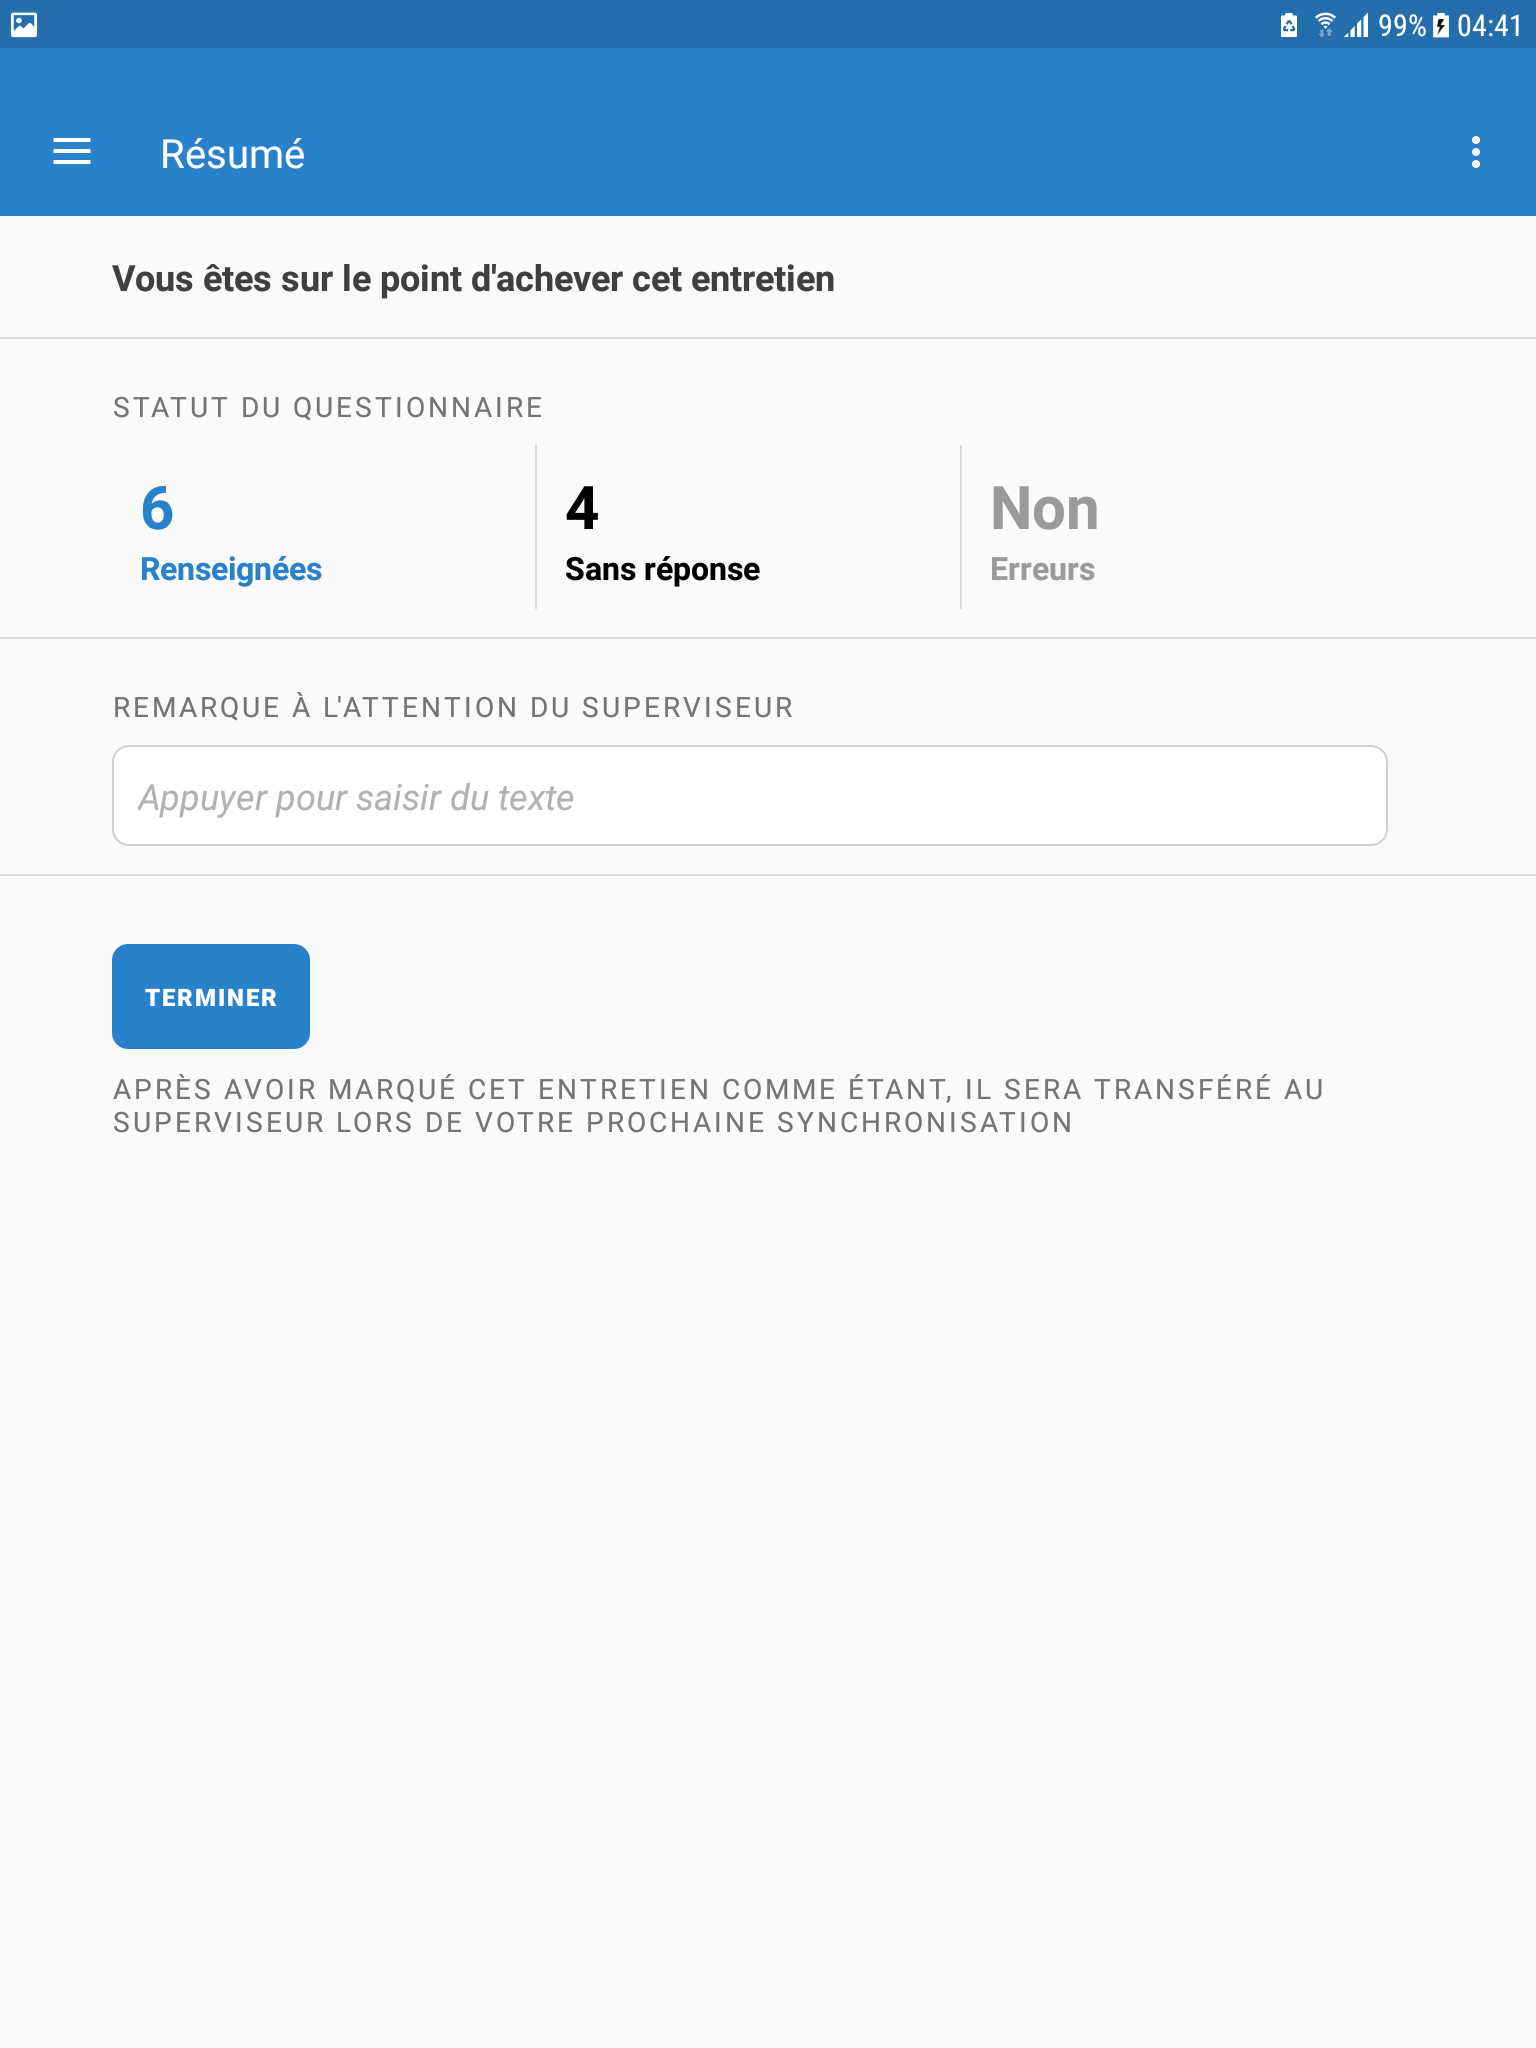 99% 04:41
Résumé
Vous êtes sur le point d'achever cet entretien
STATUT DU QUESTIONNAIRE
6 4 Non
Renseignées Sans réponse Erreurs
REMARQUE À L'ATTENTION DU SUPERVISEUR
Appuyer pour saisir du texte
TERMINER
APRÈS AVOIR MARQUÉ CET ENTRETIEN COMME ÉTANT, IL SERA TRANSFÉRÉ AU
SUPERVISEUR LORS DE VOTRE PROCHAINE SYNCHRONISATION